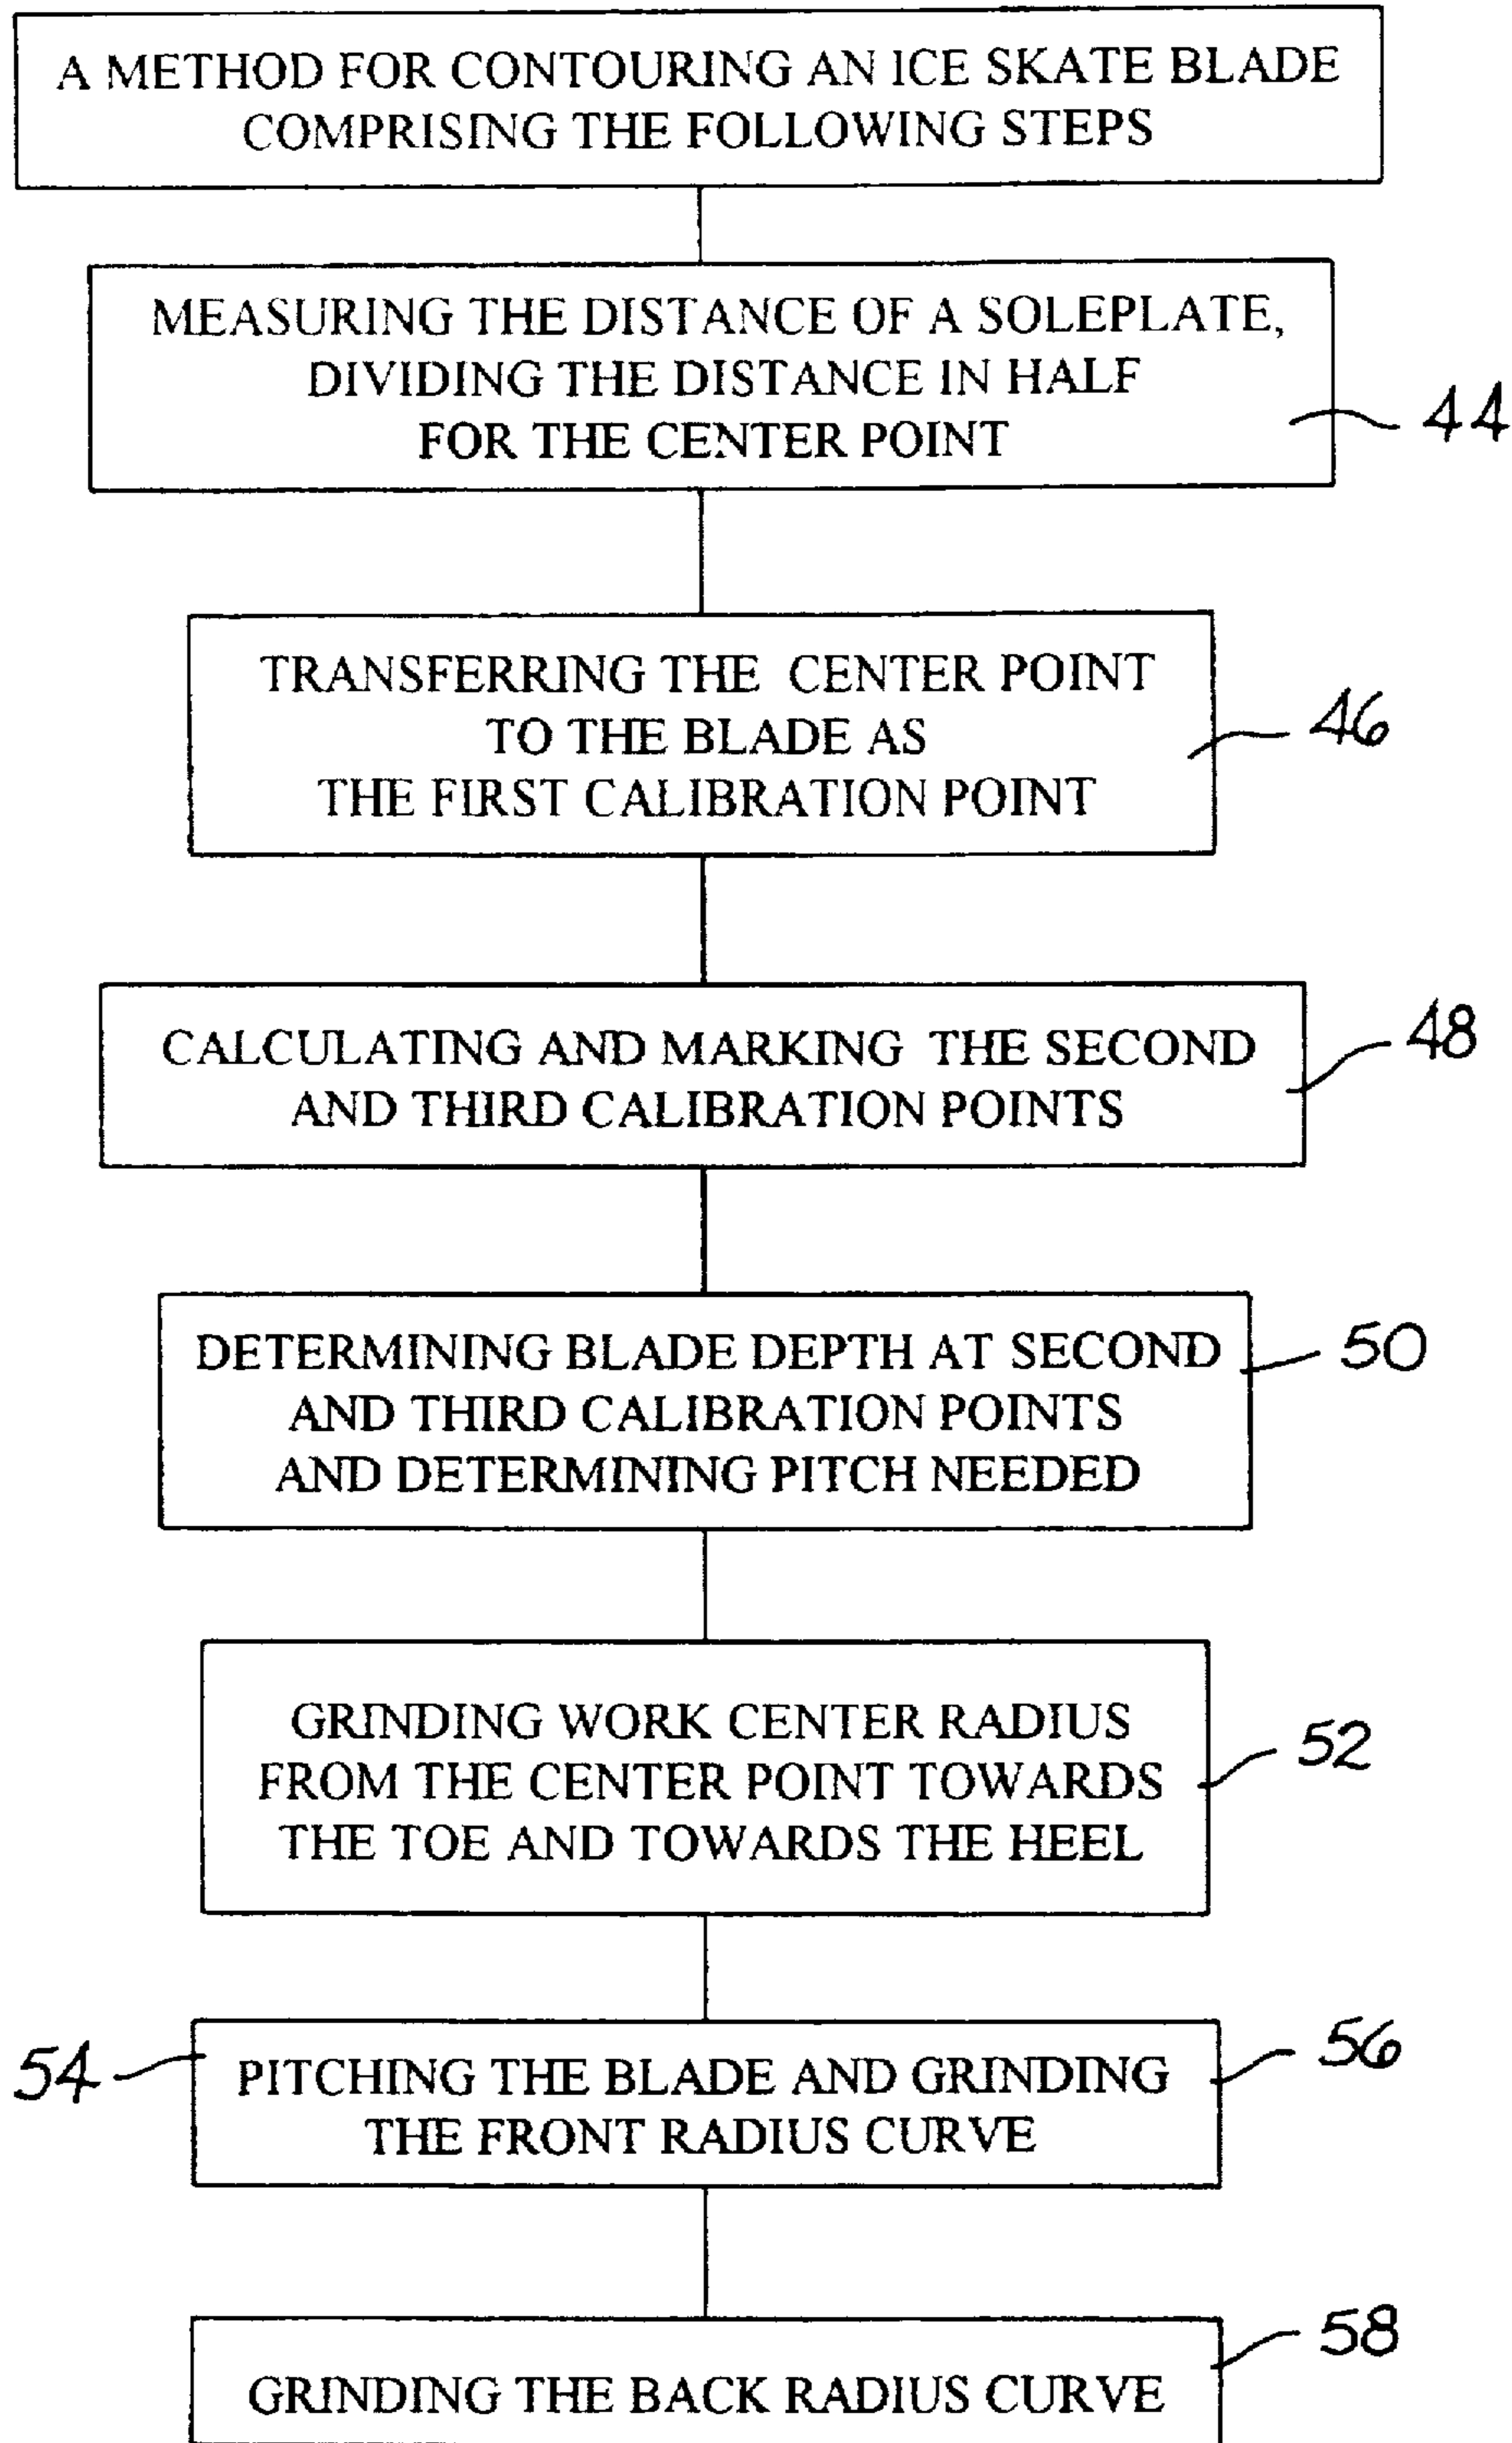 A METHOD FOR CONTOURING AN ICE SKATE BLADE
COMPRISING THE FOLLOWING STEPS
MEASURING THE DISTANCE OF A SOLEPLATE,
DIVIDING THE DISTANCE IN HALF
FOR THE CENTER POINT
44
TRANSFERRING THE CENTER POINT
TO THE BLADE AS
THE FIRST CALIBRATION POINT
46
CALCULATING AND MARKING THE SECOND
AND THIRD CALIBRATION POINTS
48
DETERMINING BLADE DEPTH AT SECOND
AND THIRD CALIBRATION POINTS
AND DETERMINING PITCH NEEDED
50
GRINDING WORK CENTER RADIUS
FROM THE CENTER POINT TOWARDS
THE TOE AND TOWARDS THE HEEL
52
54
PITCHING THE BLADE AND GRINDING
THE FRONT RADIUS CURVE
56
GRINDING THE BACK RADIUS CURVE
58